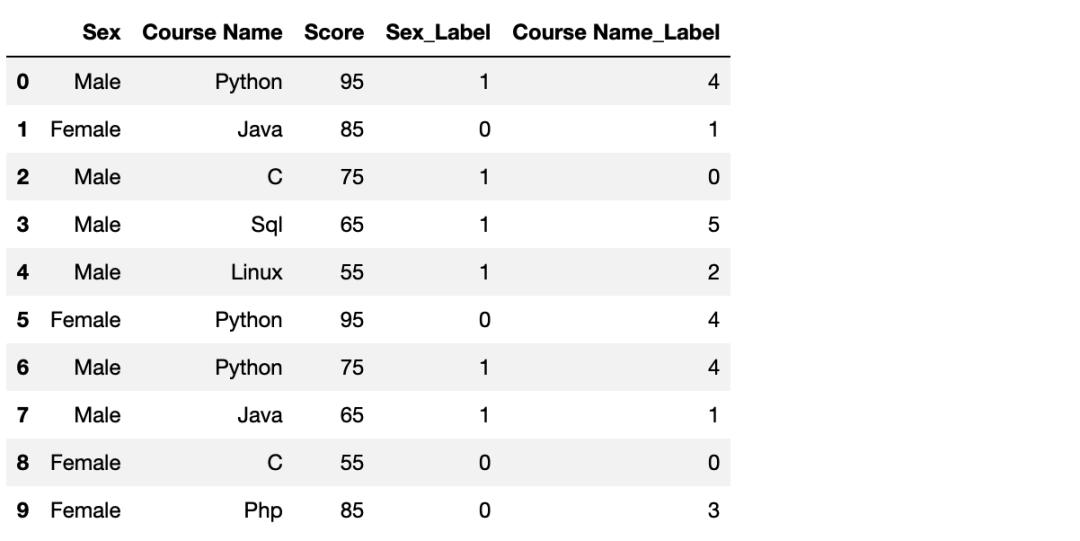 Sex Course Name Score Sex_Label Course Name_Label
0 Male Python 95 1 4
1 Female Java 85 0 1
2 Male C 75 1 0
3 Male Sql 65 1 5
4 Male Linux 55 1 2
5 Female Python 95 0 4
6 Male Python 75 1 4
7 Male Java 65 1 1
8 Female C 55 0 0
9 Female Php 85 0 3